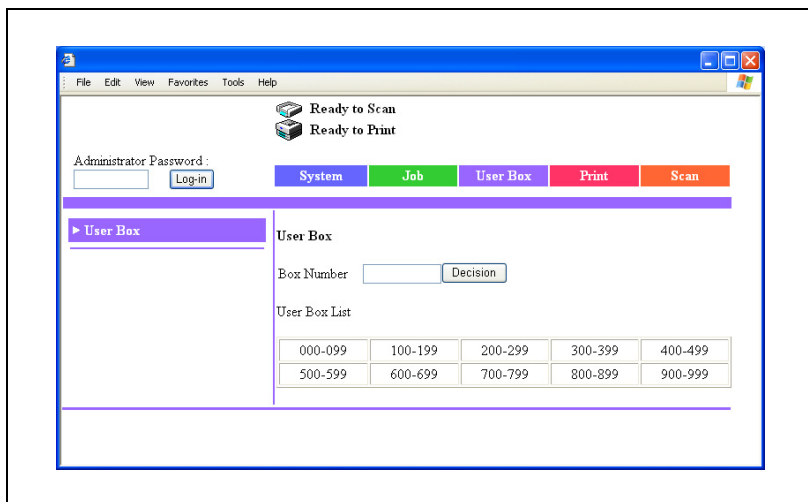 File Edit View Favorites Tools Help
Ready to Scan
Ready to Print
Administrator Password :
Log-in
System Job User Box Print Scan
User Box
User Box
Box Number Decision
User Box List
000-099 100-199 200-299 300-399 400-499
500-599 600-699 700-799 800-899 900-999